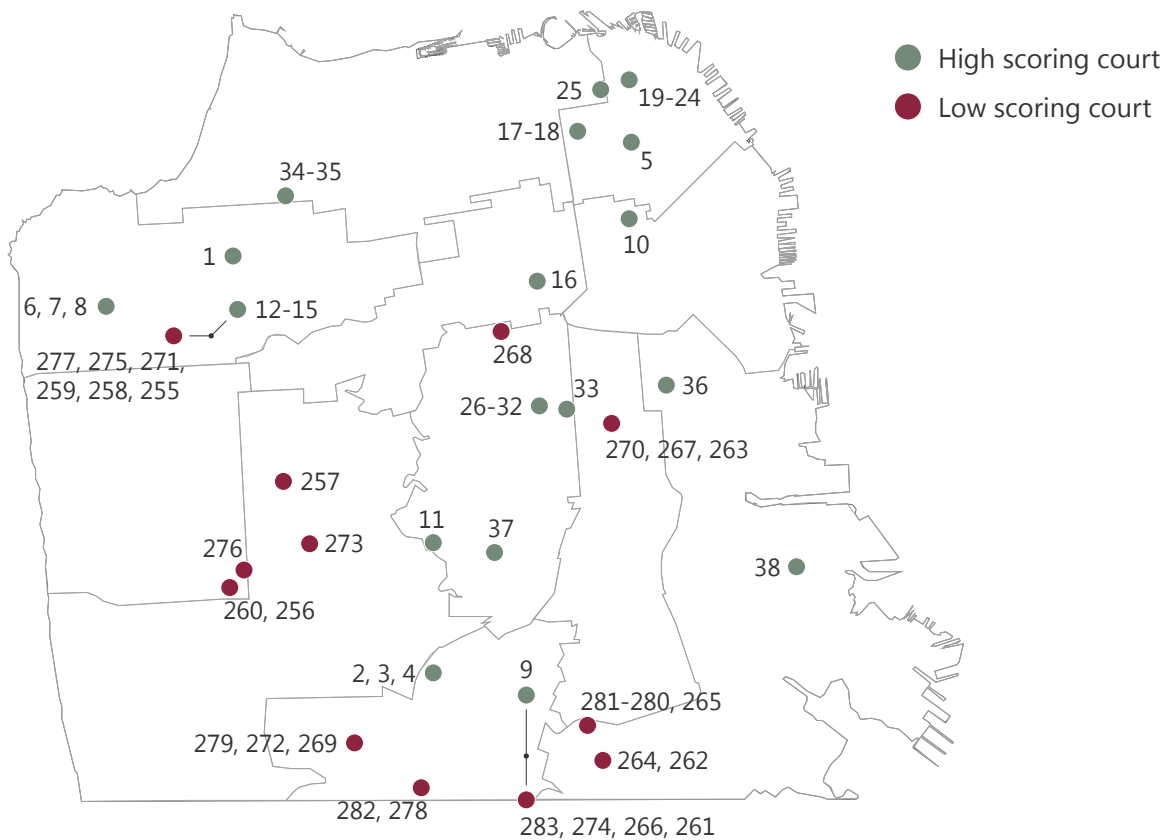 High scoring court
Low scoring court
25
19-24
17-18
5
34-35
10
1
16
6, 7, 8
12-15
277, 275, 271,
259, 258, 255
268
36
33
26-32
270, 267, 263
257
11
37
273
276
38
260, 256
2, 3, 4
9
281-280, 265
279, 272, 269
264, 262
282, 278
283, 274, 266, 261